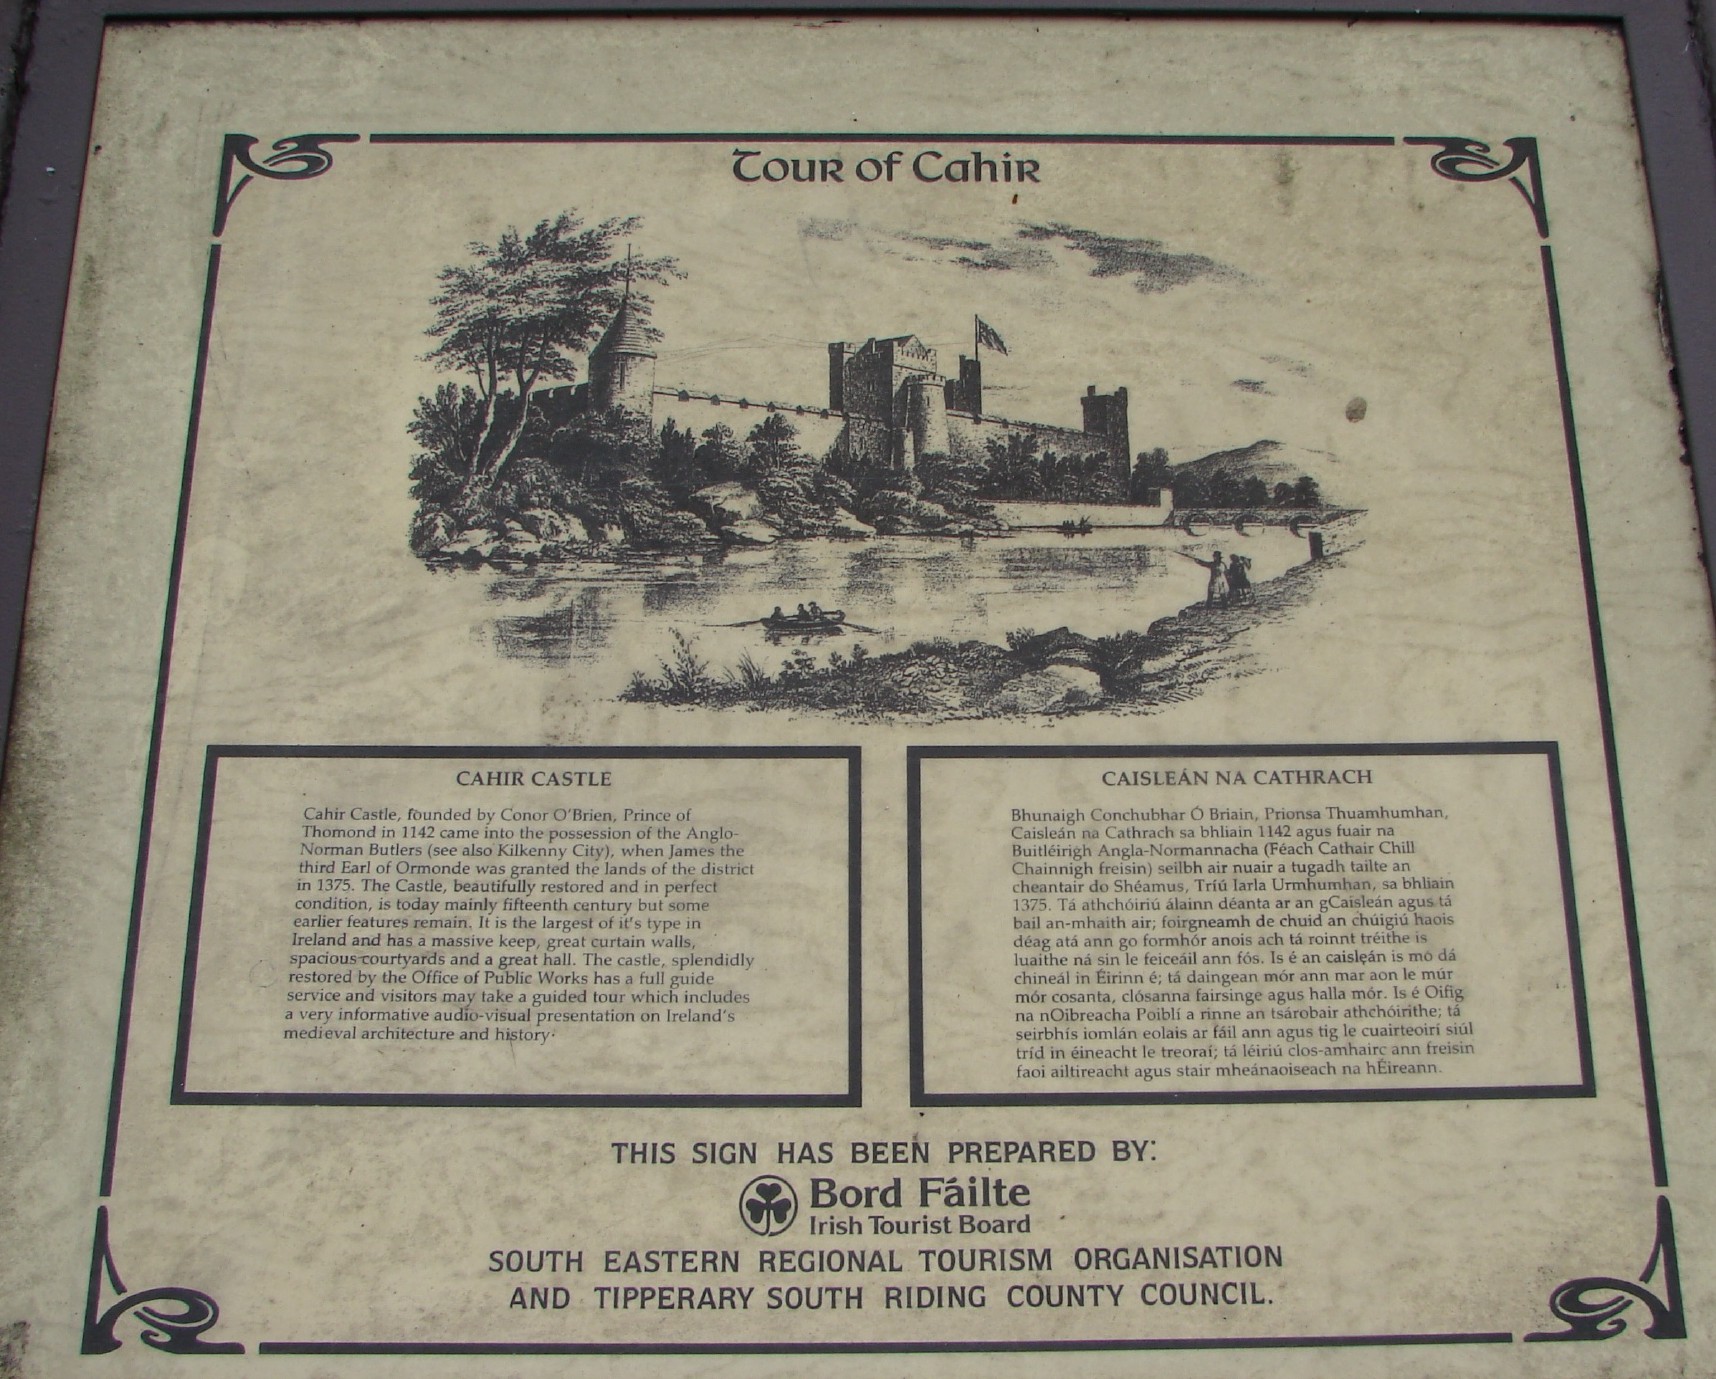 Tour of Cahir
CAHIR CASTLE
Cahir Castle, founded by Conor O'Brien, Prince of
Thomond in 1142 came into the possession of the Anglo-
Norman Butlers (see also Kilkenny City), when James the
third Earl of Ormonde was granted the lands of the district
in 1375. The Castle, beautifully restored and in perfect
condition, is today mainly fifteenth century but some
earlier features remain. It is the largest of it's type in
Ireland and has a massive keep, great curtain walls,
spacious courtyards and a great hall. The castle, splendidly
restored by the Office of Public Works has a full guide
service and visitors may take a guided tour which includes
a very informative audio-visual presentation on Ireland's
medieval architecture and history.
CAISLEÁN NA CATHRACH
Bhunaigh Conchubhar Ó Briain, Prionsa Thuamhumhan,
Caisleán na Cathrach sa bhliain 1142 agus fuair na
Buitléirigh Angla-Normannacha (Féach Cathair Chill
Chainnigh freisin) seilbh air nuair a tugadh tailte an
cheantair do Shéamus, Tríú Iarla Urmhumhan, sa bhliain
1375. Tá athchóiriú álainn déanta ar an gCaisleán agus tá
bail an-mhaith air; foirgneamh de chuid an chúigiú haois
déag atá ann go formhór anois ach tá roinnt tréithe is
luaithe ná sin le feiceáil ann fós. Is é an caisleán is mó dá
chineál in Éirinn é; tá daingean mór ann mar aon le múr
mór cosanta, clósanna fairsinge agus halla mór. Is é Oifig
na nOibreacha Poiblí a rinne an tsárobair athchóirithe; tá
seirbhís iomlán eolais ar fáil ann agus tig le cuairteoirí siúl
tríd in éineacht le treoraí; tá léiriú clos-amhairc ann freisin
faoi ailtireacht agus stair mheánaoiseach na hÉireann.
THIS SIGN HAS BEEN PREPARED BY:
Bord Fáilte
Irish Tourist Board
SOUTH EASTERN REGIONAL TOURISM ORGANISATION
AND TIPPERARY SOUTH RIDING COUNTY COUNCIL.